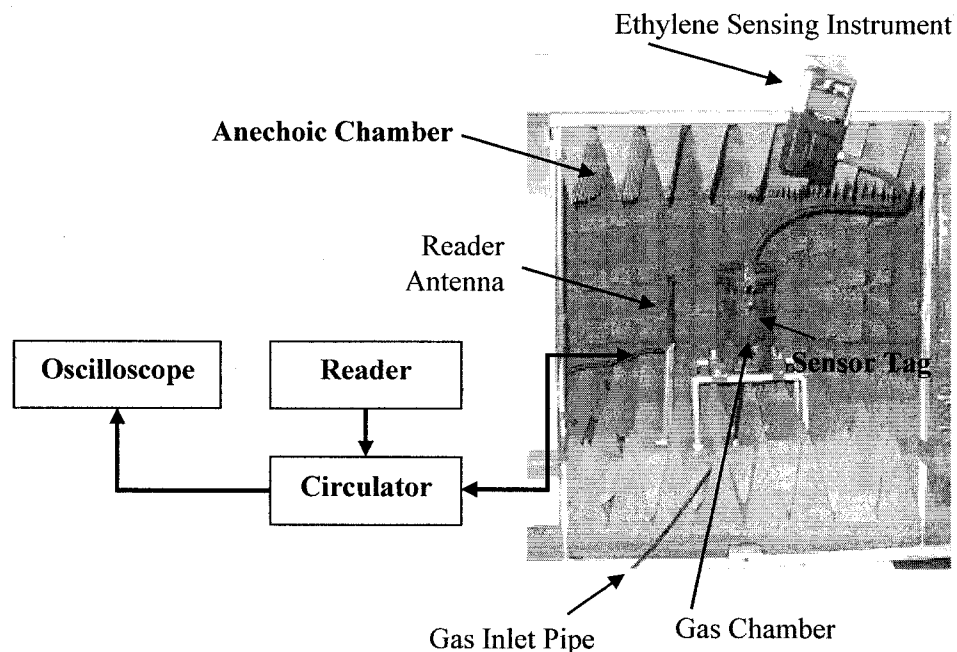 Ethylene Sensing Instrument
Anechoic Chamber
Reader
Antenna
Sensor Tag
Oscilloscope
Reader
Circulator
Gas Inlet Pipe
Gas Chamber